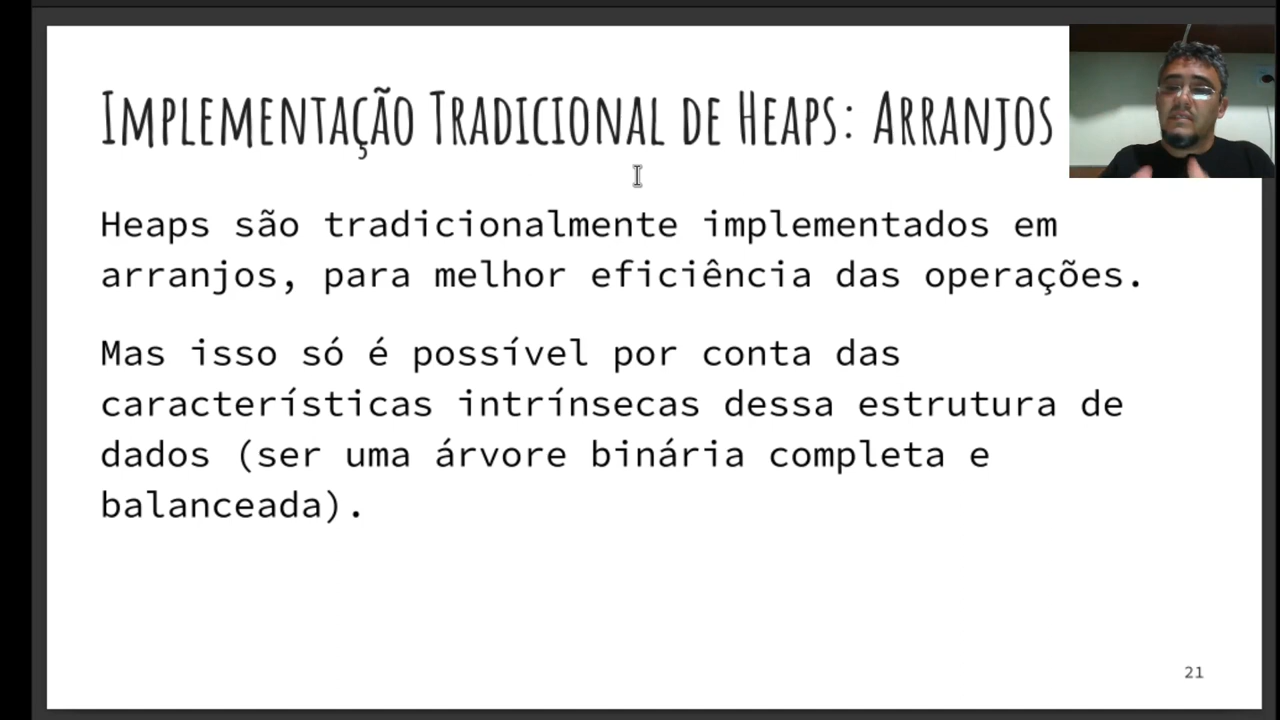 Implementação Tradicional de Heaps: Arranjos
Heaps são tradicionalmente implementados em
arranjos, para melhor eficiência das operações.
Mas isso só é possível por conta das
características intrínsecas dessa estrutura de
dados (ser uma árvore binária completa e
balanceada).
21